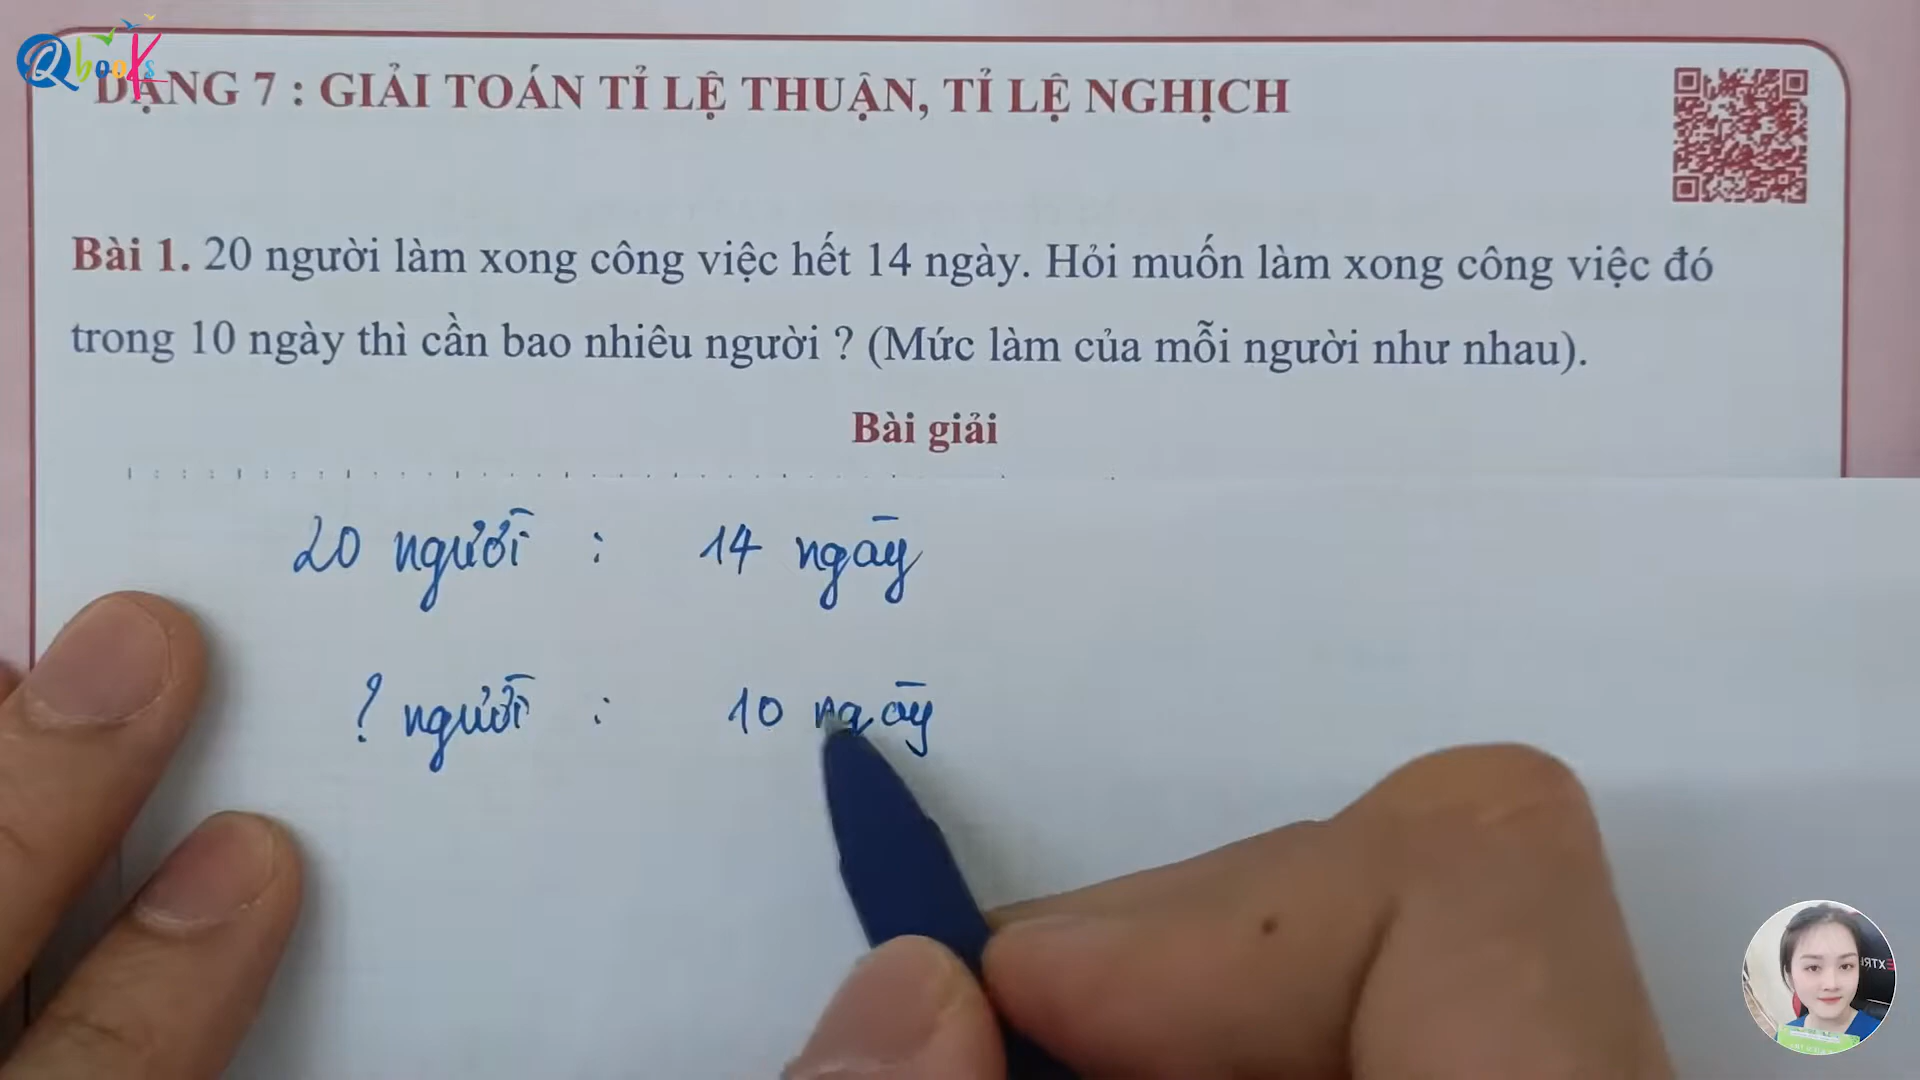 Qbooks
DẠNG 7 : GIẢI TOÁN TỈ LỆ THUẬN, TỈ LỆ NGHỊCH
Bài 1. 20 người làm xong công việc hết 14 ngày. Hỏi muốn làm xong công việc đó
trong 10 ngày thì cần bao nhiêu người ? (Mức làm của mỗi người như nhau).
Bài giải
20 người : 14 ngày
? người : 10 ngày